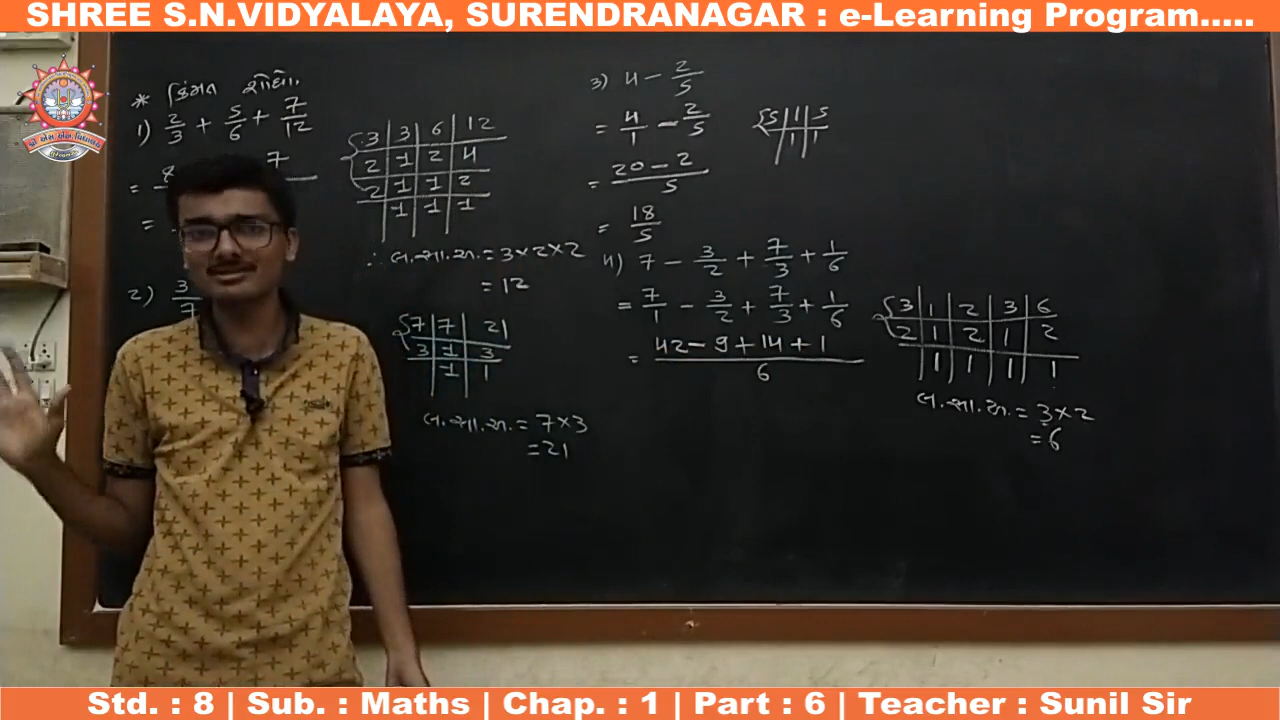 SHREE S.N.VIDYALAYA, SURENDRANAGAR : e-Learning Program.....
* કિંમત શોધો.
1) 2/3 + 5/6 + 7/12
= 8 7
=
3 | 3 | 6 | 12
2 | 1 | 2 | 4
2 | 1 | 1 | 2
1 | 1 | 1
∴ લ.સા.અ. = 3×2×2
= 12
2) 3/7
7 | 7 | 21
3 | 1 | 3
1 | 1
લ.સા.અ. = 7×3
= 21
3) 4 - 2/5
= 4/1 - 2/5
5 | 1 | 5
1 | 1
= 20 - 2 / 5
= 18/5
4) 7 - 3/2 + 7/3 + 1/6
= 7/1 - 3/2 + 7/3 + 1/6
= 42 - 9 + 14 + 1 / 6
3 | 1 | 2 | 3 | 6
2 | 1 | 2 | 1 | 2
1 | 1 | 1 | 1
લ.સા.અ. = 3×2
= 6
Std. : 8 | Sub. : Maths | Chap. : 1 | Part : 6 | Teacher : Sunil Sir